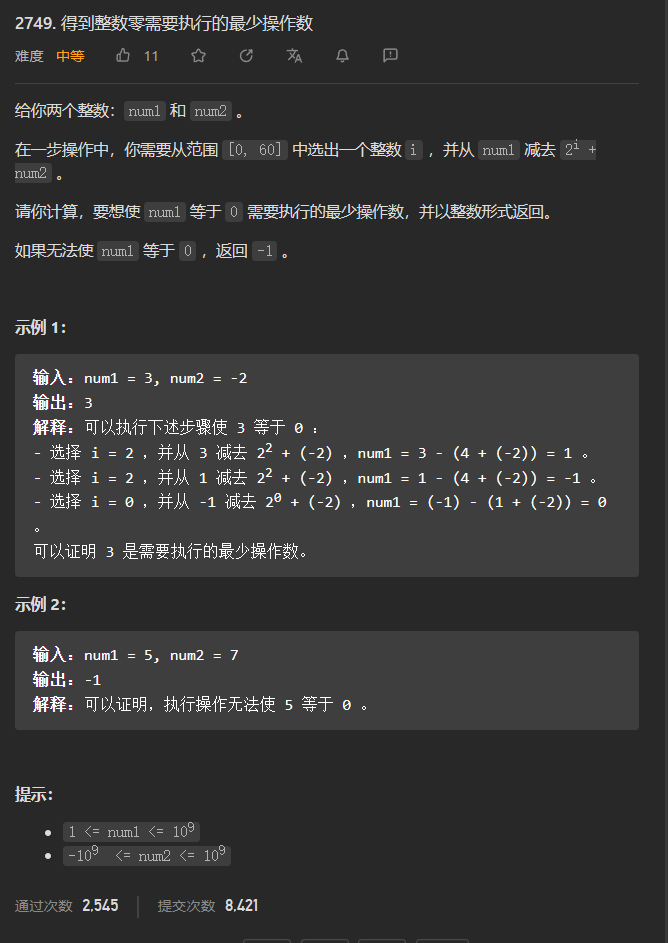 2749. 得到整数零需要执行的最少操作数
难度 中等 11
给你两个整数：num1 和 num2 。
在一步操作中，你需要从范围 [0, 60] 中选出一个整数 i ，并从 num1 减去 2^i +
num2 。
请你计算，要想使 num1 等于 0 需要执行的最少操作数，并以整数形式返回。
如果无法使 num1 等于 0 ，返回 -1 。
示例 1：
输入：num1 = 3, num2 = -2
输出：3
解释：可以执行下述步骤使 3 等于 0 ：
- 选择 i = 2 ，并从 3 减去 2^2 + (-2) ，num1 = 3 - (4 + (-2)) = 1 。
- 选择 i = 2 ，并从 1 减去 2^2 + (-2) ，num1 = 1 - (4 + (-2)) = -1 。
- 选择 i = 0 ，并从 -1 减去 2^0 + (-2) ，num1 = (-1) - (1 + (-2)) = 0
。
可以证明 3 是需要执行的最少操作数。
示例 2：
输入：num1 = 5, num2 = 7
输出：-1
解释：可以证明，执行操作无法使 5 等于 0 。
提示：
• 1 <= num1 <= 10^9
• -10^9 <= num2 <= 10^9
通过次数 2,545 提交次数 8,421